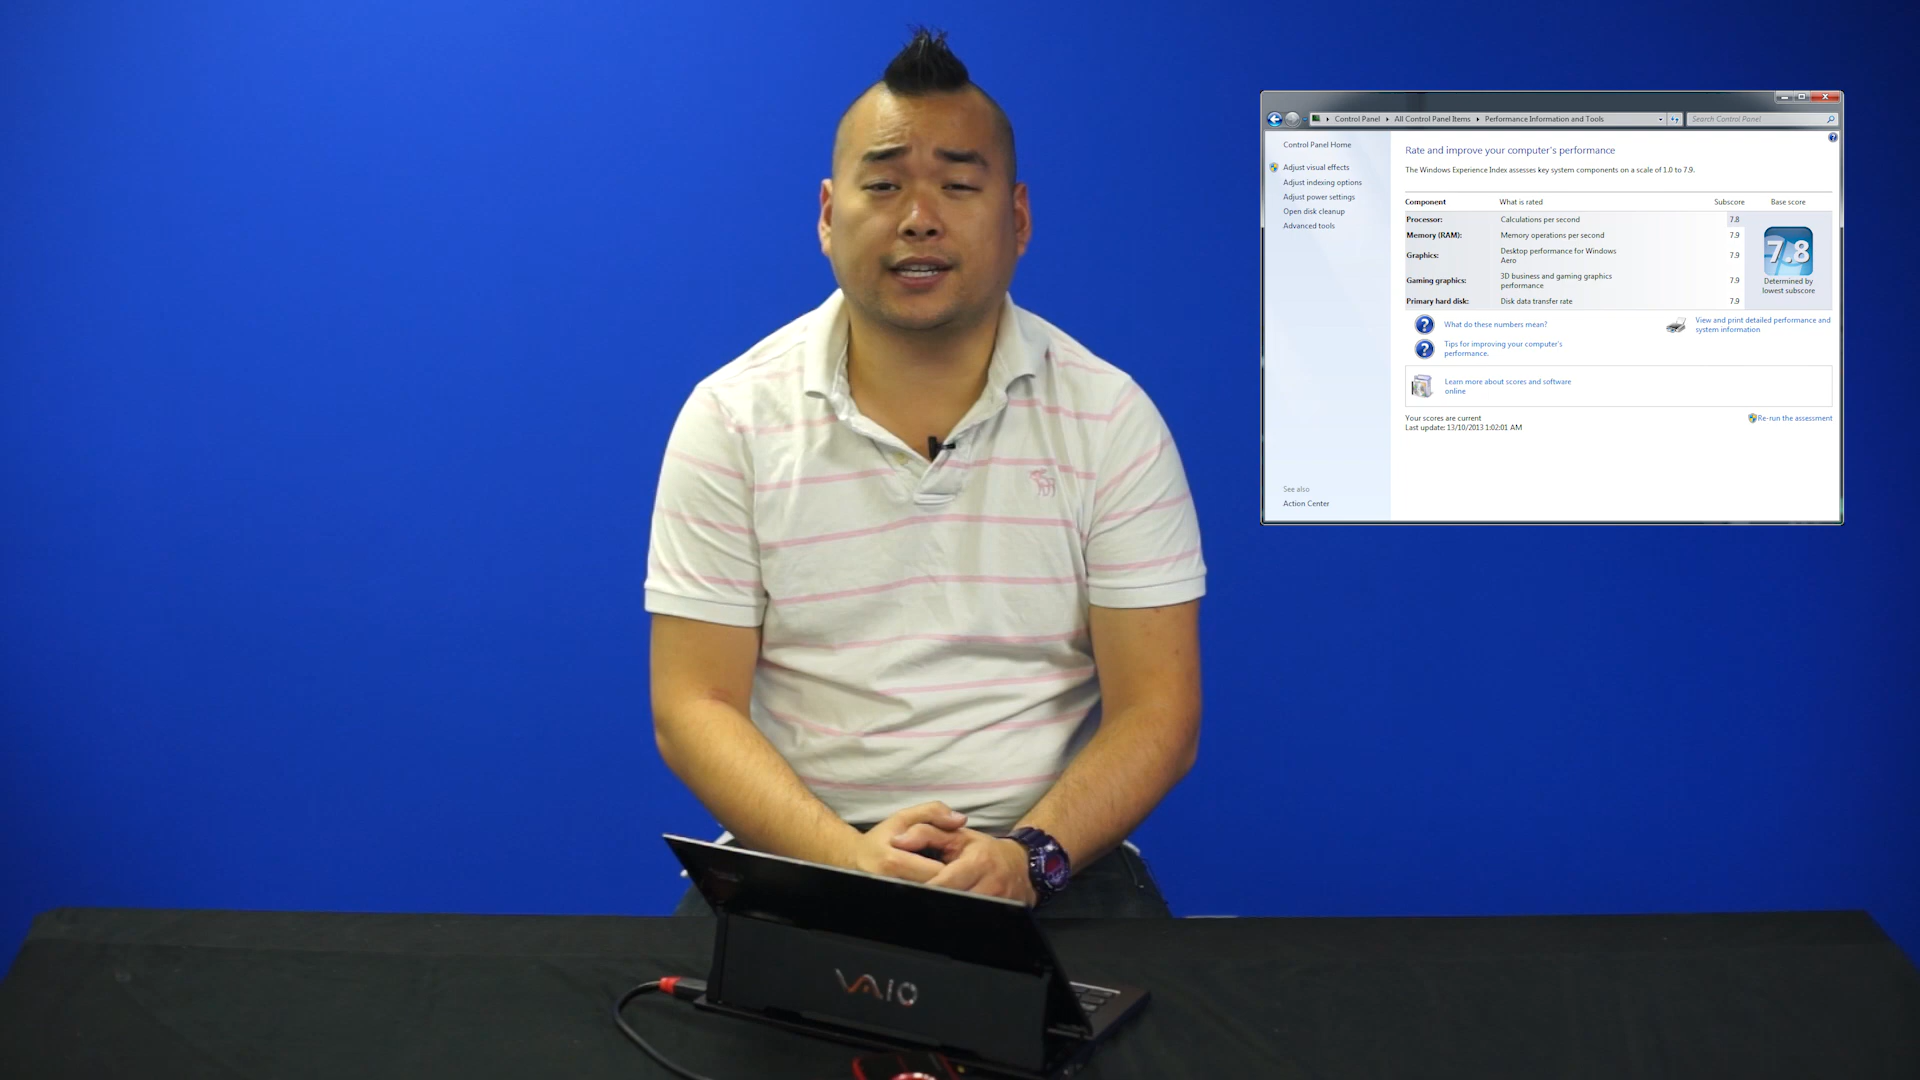 Control Panel ▸ All Control Panel Items ▸ Performance Information and Tools
Search Control Panel
Control Panel Home
Adjust visual effects
Adjust indexing options
Adjust power settings
Open disk cleanup
Advanced tools
See also
Action Center
Rate and improve your computer's performance
The Windows Experience Index assesses key system components on a scale of 1.0 to 7.9.
Component What is rated Subscore Base score
Processor: Calculations per second 7.8
Memory (RAM): Memory operations per second 7.9
Graphics: Desktop performance for Windows
Aero 7.9
Gaming graphics: 3D business and gaming graphics
performance 7.9
Primary hard disk: Disk data transfer rate 7.9
7.8
Determined by
lowest subscore
What do these numbers mean?
Tips for improving your computer's
performance.
View and print detailed performance and
system information
Learn more about scores and software
online
Your scores are current
Last update: 13/10/2013 1:02:01 AM
Re-run the assessment
VAIO